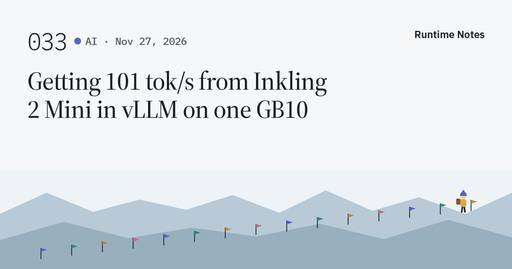 033 AI · Nov 27, 2026
Runtime Notes
Getting 101 tok/s from Inkling
2 Mini in vLLM on one GB10